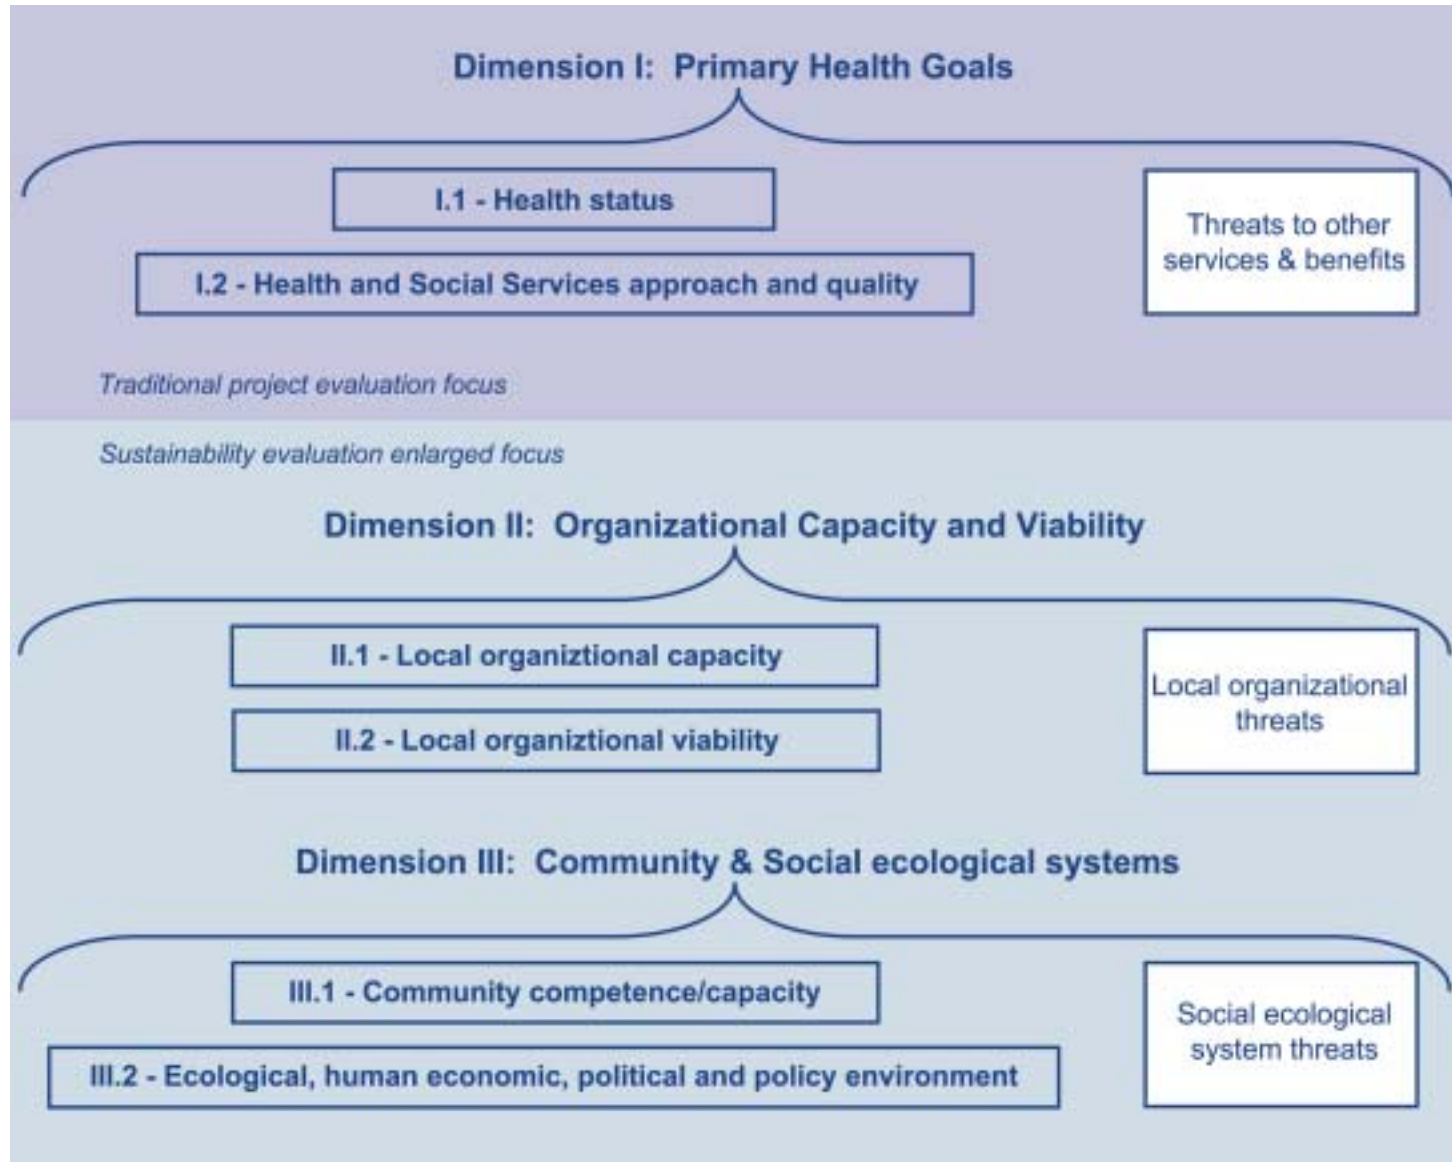 Dimension I: Primary Health Goals
I.1 - Health status
I.2 - Health and Social Services approach and quality
Threats to other
services & benefits
Traditional project evaluation focus
Sustainability evaluation enlarged focus
Dimension II: Organizational Capacity and Viability
II.1 - Local organiztional capacity
II.2 - Local organiztional viability
Local organizational
threats
Dimension III: Community & Social ecological systems
III.1 - Community competence/capacity
III.2 - Ecological, human economic, political and policy environment
Social ecological
system threats